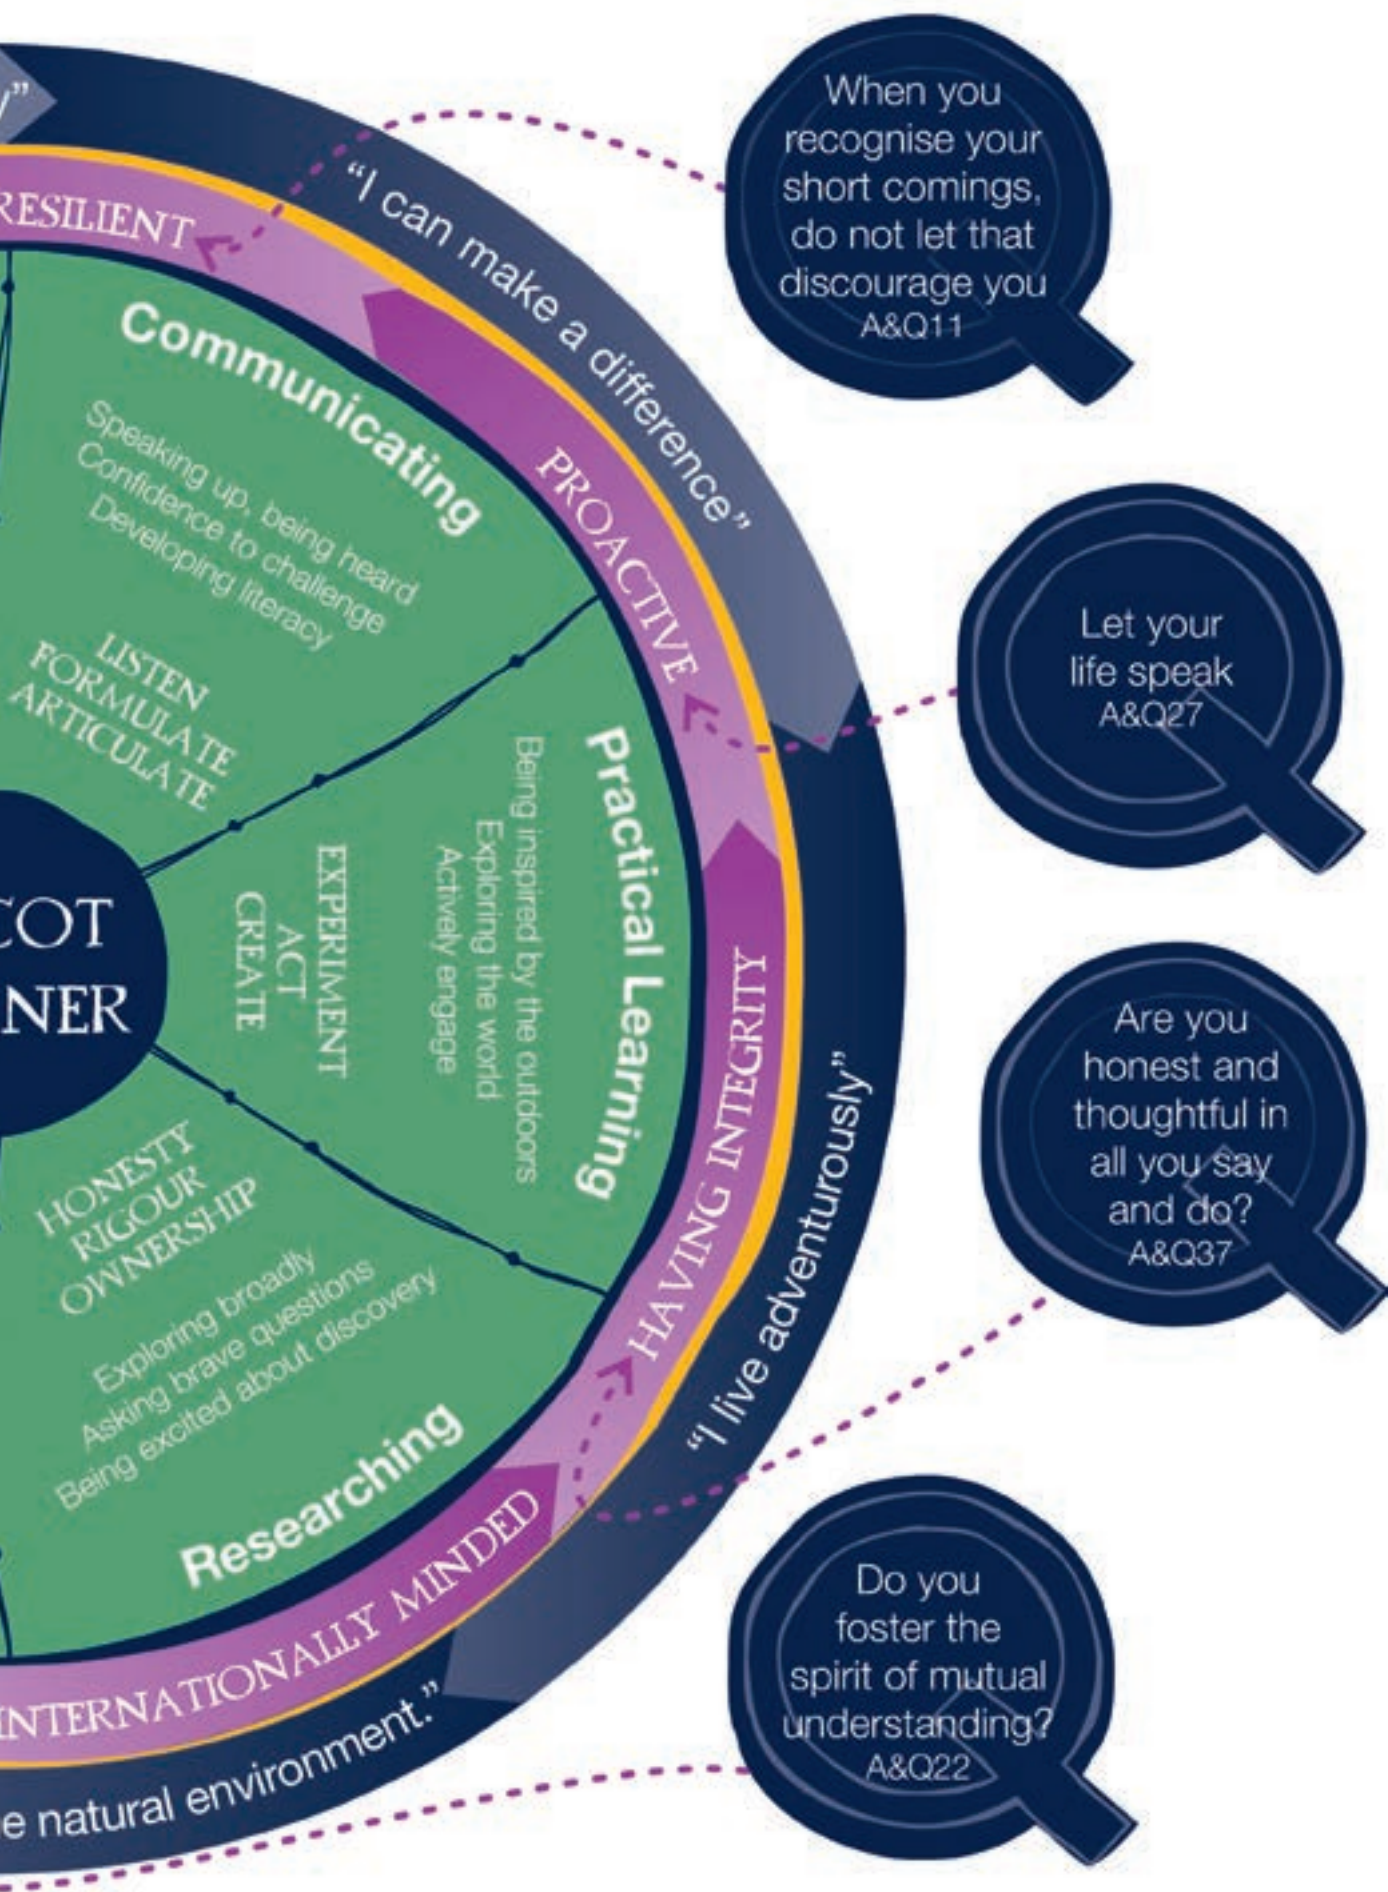 When you
recognise your
short comings,
do not let that
discourage you
A&Q11
"I can make a difference"
RESILIENT
PROACTIVE
Communicating
Speaking up, being heard
Confidence to challenge
Developing literacy
LISTEN
FORMULATE
ARTICULATE
Let your
life speak
A&Q27
Practical Learning
Being inspired by the outdoors
Exploring the world
Actively engage
EXPERIMENT
ACT
CREATE
COT
NER
HAVING INTEGRITY
"I live adventurously"
Are you
honest and
thoughtful in
all you say
and do?
A&Q37
HONESTY
RIGOUR
OWNERSHIP
Exploring broadly
Asking brave questions
Being excited about discovery
Researching
INTERNATIONALLY MINDED
e natural environment."
Do you
foster the
spirit of mutual
understanding?
A&Q22